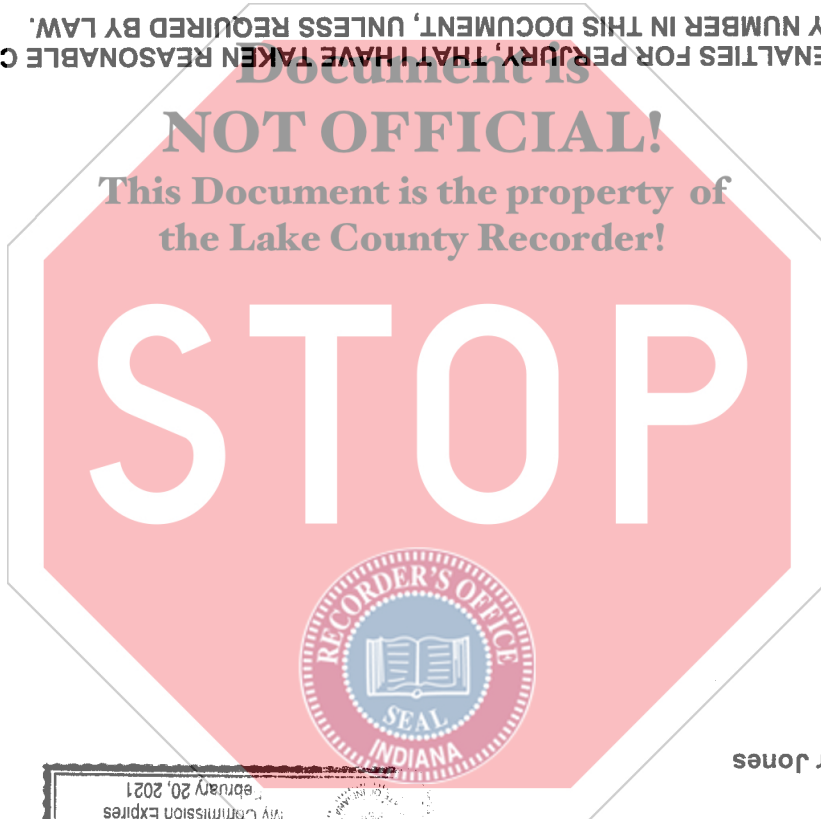 Y NUMBER IN THIS DOCUMENT, UNLESS REQUIRED BY LAW.
ENALTIES FOR PERJURY, THAT I HAVE TAKEN REASONABLE C
Document is
NOT OFFICIAL!
This Document is the property of
the Lake County Recorder!
STOP
RECORDER'S OFFICE
SEAL
INDIANA
r Jones
February 20, 2021
My Commission Expires